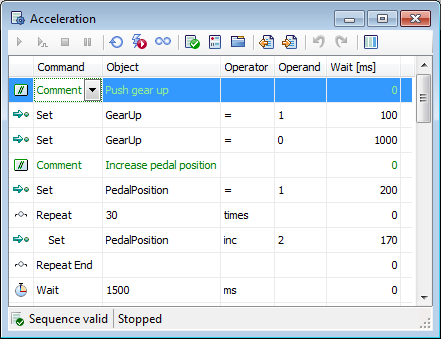 Acceleration
Command Object Operator Operand Wait [ms]
// Comment Push gear up 0
Set GearUp = 1 100
Set GearUp = 0 1000
// Comment Increase pedal position 0
Set PedalPosition = 1 200
Repeat 30 times 0
Set PedalPosition inc 2 170
Repeat End 0
Wait 1500 ms 0
Sequence valid Stopped